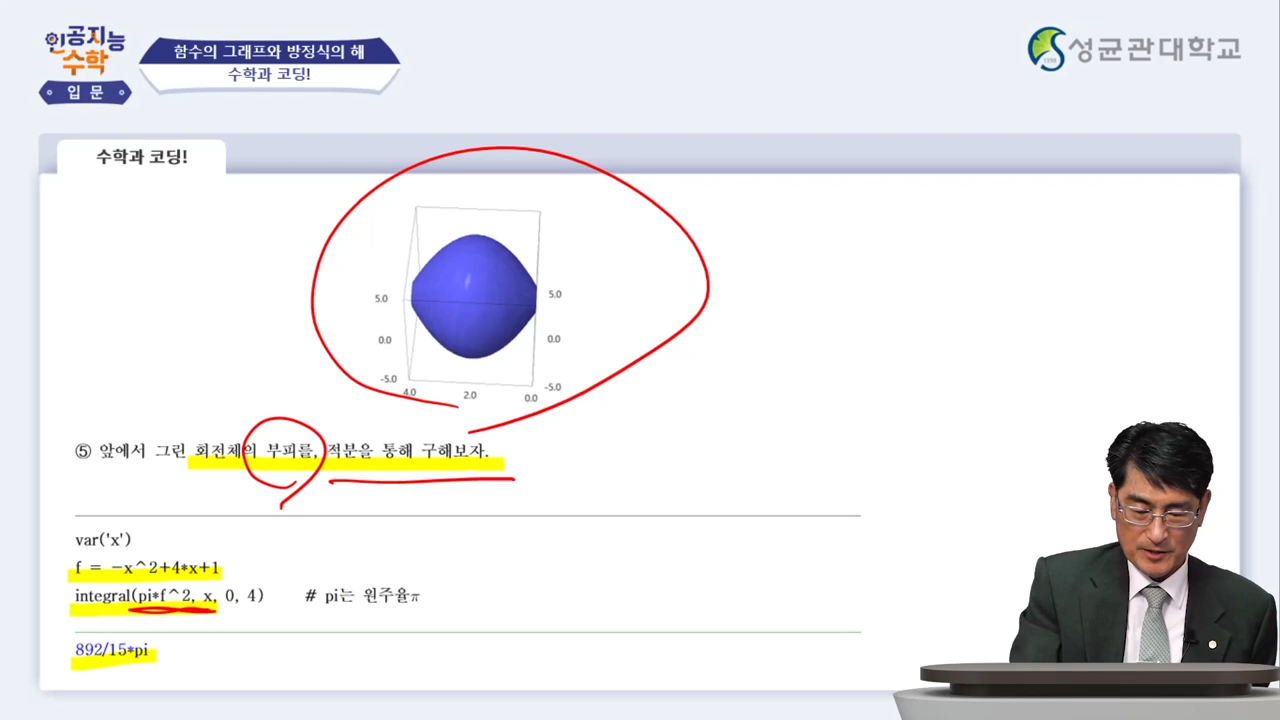 인공지능
수학
입문
함수의 그래프와 방정식의 해
수학과 코딩!
성균관대학교
수학과 코딩!
5.0
5.0
0.0
0.0
-5.0
-5.0
4.0
2.0
0.0
⑤ 앞에서 그린 회전체의 부피를, 적분을 통해 구해보자.
var('x')
f = -x^2+4*x+1
integral(pi*f^2, x, 0, 4) # pi는 원주율π
892/15*pi